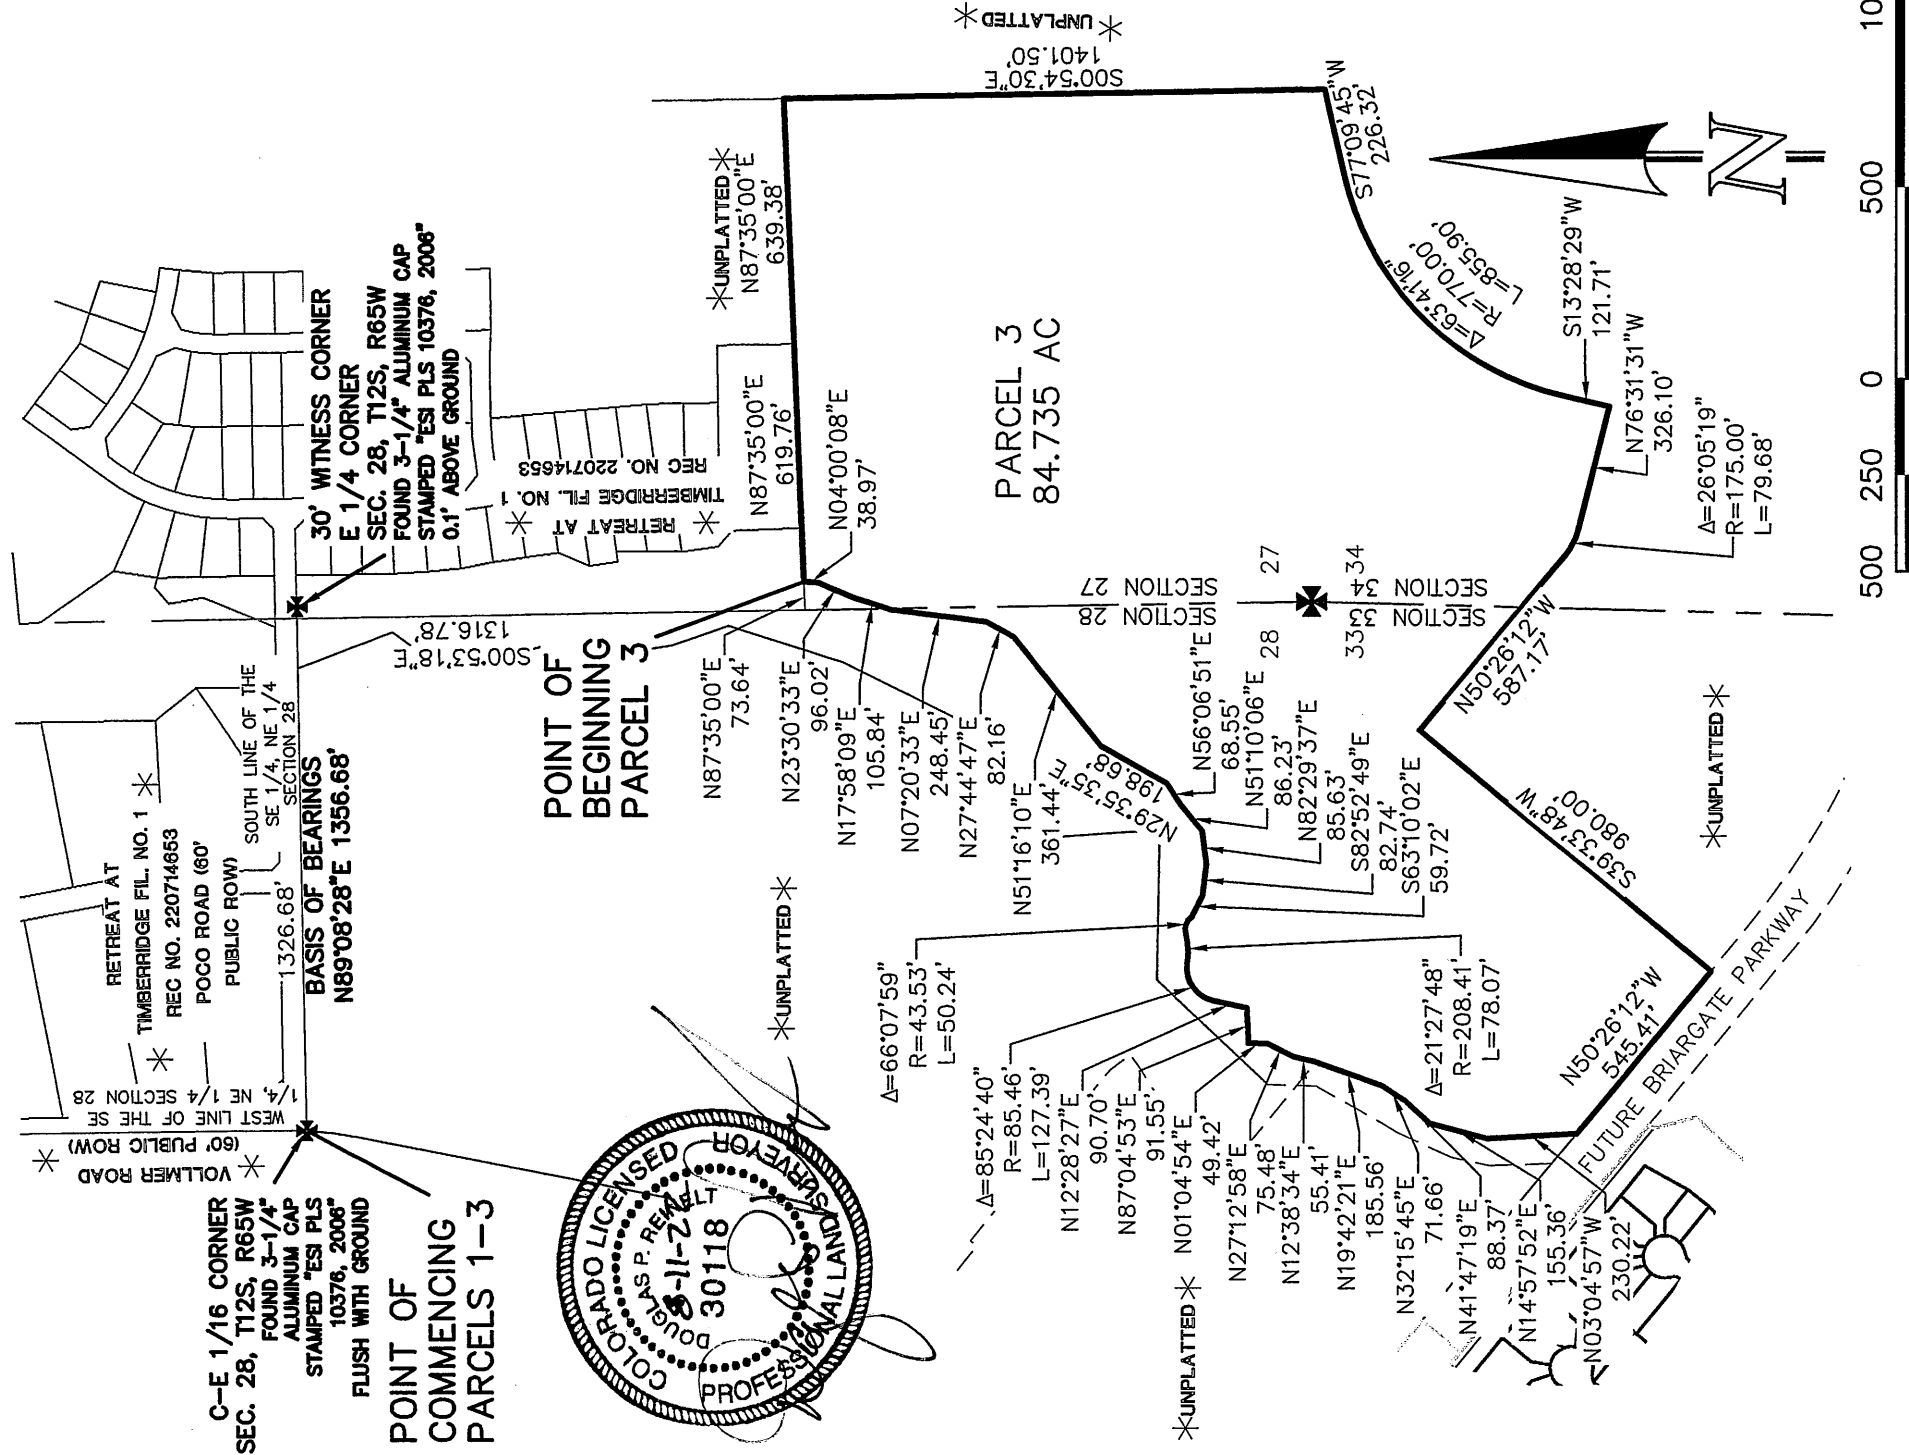 C-E 1/16 CORNER
SEC. 28, T12S, R65W
FOUND 3-1/4"
ALUMINUM CAP
STAMPED "ESI PLS
10376, 2006"
FLUSH WITH GROUND
POINT OF
COMMENCING
PARCELS 1-3
VOLLMER ROAD
(60' PUBLIC ROW)
WEST LINE OF THE SE
1/4, NE 1/4 SECTION 28
RETREAT AT
TIMBERRIDGE FIL. NO. 1
REC NO. 220714653
POCO ROAD (60'
PUBLIC ROW)
SOUTH LINE OF THE
SE 1/4, NE 1/4
SECTION 28
1326.68'
BASIS OF BEARINGS
N89°08'28"E 1356.68'
30' WITNESS CORNER
E 1/4 CORNER
SEC. 28, T12S, R65W
FOUND 3-1/4" ALUMINUM CAP
STAMPED "ESI PLS 10376, 2006"
0.1' ABOVE GROUND
S00°53'18"E
1316.78'
RETREAT AT
TIMBERRIDGE FIL. NO. 1
REC NO. 220714653
POINT OF
BEGINNING
PARCEL 3
UNPLATTED
N87°35'00"E
639.38'
N87°35'00"E
619.76'
N04°00'08"E
38.97'
UNPLATTED
S00°54'30"E
1401.50'
PARCEL 3
84.735 AC
S77°09'45"W
226.32'
Δ=63°41'16"
R=770.00'
L=855.90'
S13°28'29"W
121.71'
N76°31'31"W
326.10'
Δ=26°05'19"
R=175.00'
L=79.68'
N50°26'12"W
587.17'
S39°33'48"W
980.00'
N50°26'12"W
545.41'
FUTURE BRIARGATE PARKWAY
UNPLATTED
SECTION 28
SECTION 27
SECTION 33
SECTION 34
28
27
33
34
N87°35'00"E
73.64'
N23°30'33"E
96.02'
N17°58'09"E
105.84'
N07°20'33"E
248.45'
N27°44'47"E
82.16'
N51°16'10"E
361.44'
N29°35'35"E
198.68'
N56°06'51"E
68.55'
N51°10'06"E
86.23'
N82°29'37"E
85.63'
S82°52'49"E
82.74'
S63°10'02"E
59.72'
UNPLATTED
Δ=66°07'59"
R=43.53'
L=50.24'
Δ=21°27'48"
R=208.41'
L=78.07'
Δ=85°24'40"
R=85.46'
L=127.39'
N12°28'27"E
90.70'
N87°04'53"E
91.55'
N01°04'54"E
49.42'
N27°12'58"E
75.48'
N12°38'34"E
55.41'
N19°42'21"E
185.56'
N32°15'45"E
71.66'
N41°47'19"E
88.37'
N14°57'52"E
155.36'
N03°04'57"W
230.22'
UNPLATTED
COLORADO LICENSED
PROFESSIONAL LAND SURVEYOR
DOUGLAS P. REINELT
30118
N
500
250
0
500
10